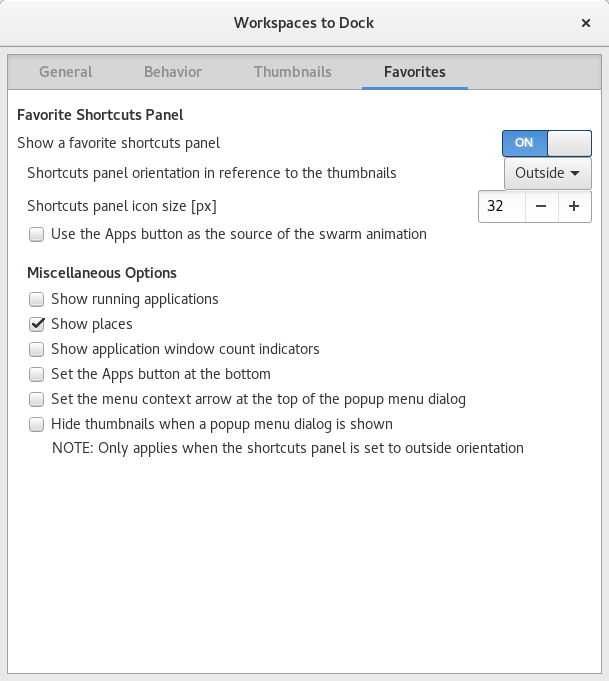 Workspaces to Dock
General Behavior Thumbnails Favorites
Favorite Shortcuts Panel
Show a favorite shortcuts panel ON
Shortcuts panel orientation in reference to the thumbnails Outside
Shortcuts panel icon size [px] 32
Use the Apps button as the source of the swarm animation
Miscellaneous Options
Show running applications
Show places
Show application window count indicators
Set the Apps button at the bottom
Set the menu context arrow at the top of the popup menu dialog
Hide thumbnails when a popup menu dialog is shown
NOTE: Only applies when the shortcuts panel is set to outside orientation